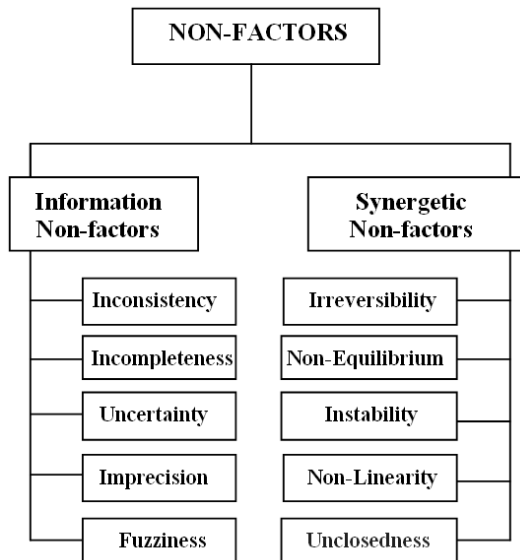 NON-FACTORS
Information
Non-factors
Synergetic
Non-factors
Inconsistency
Incompleteness
Uncertainty
Imprecision
Fuzziness
Irreversibility
Non-Equilibrium
Instability
Non-Linearity
Unclosedness